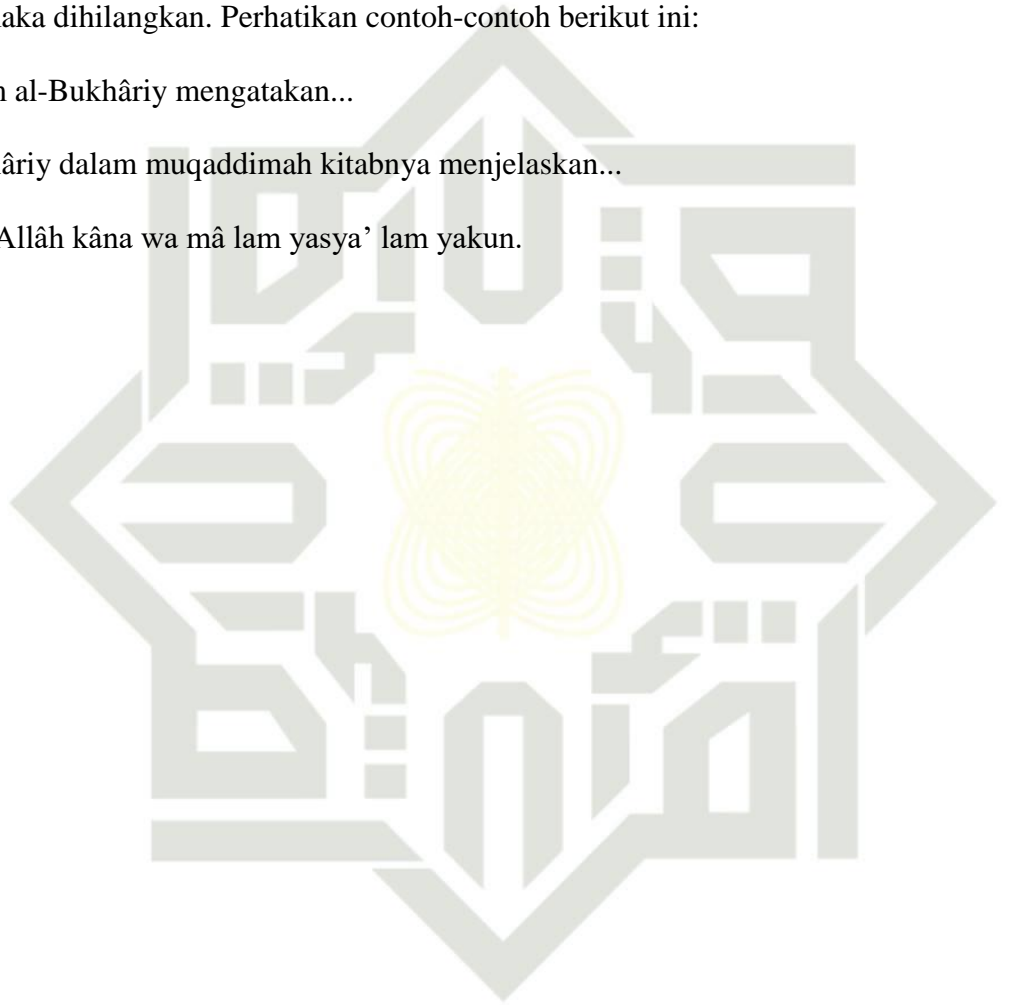 aka dihilangkan. Perhatikan contoh-contoh berikut ini:
al-Bukhâriy mengatakan...
âriy dalam muqaddimah kitabnya menjelaskan...
Allâh kâna wa mâ lam yasya’ lam yakun.